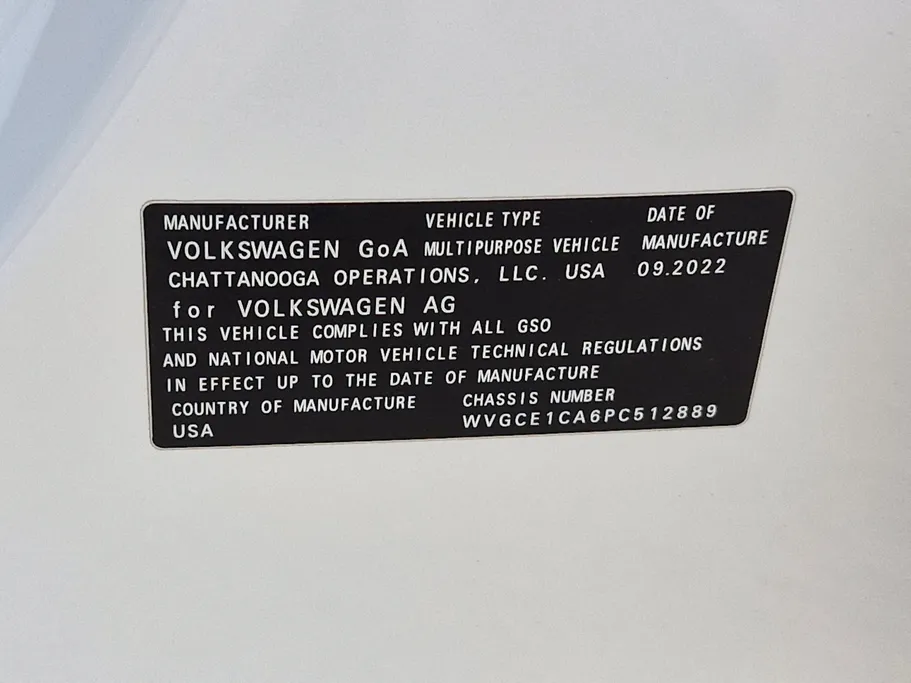 MANUFACTURER VEHICLE TYPE DATE OF
VOLKSWAGEN GoA MULTIPURPOSE VEHICLE MANUFACTURE
CHATTANOOGA OPERATIONS, LLC. USA 09.2022
for VOLKSWAGEN AG
THIS VEHICLE COMPLIES WITH ALL GSO
AND NATIONAL MOTOR VEHICLE TECHNICAL REGULATIONS
IN EFFECT UP TO THE DATE OF MANUFACTURE
COUNTRY OF MANUFACTURE CHASSIS NUMBER
USA WVGCE1CA6PC512889